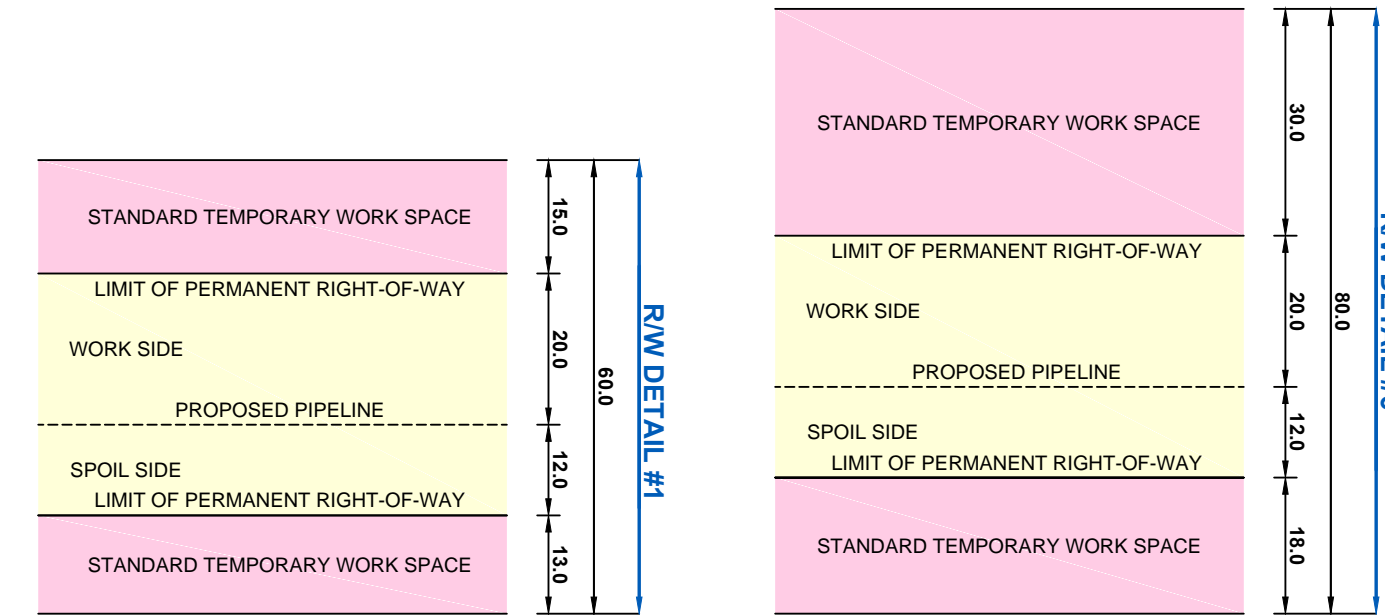 STANDARD TEMPORARY WORK SPACE
LIMIT OF PERMANENT RIGHT-OF-WAY
WORK SIDE
PROPOSED PIPELINE
SPOIL SIDE
LIMIT OF PERMANENT RIGHT-OF-WAY
STANDARD TEMPORARY WORK SPACE
15.0
20.0
12.0
13.0
60.0
R/W DETAIL #1
STANDARD TEMPORARY WORK SPACE
LIMIT OF PERMANENT RIGHT-OF-WAY
WORK SIDE
PROPOSED PIPELINE
SPOIL SIDE
LIMIT OF PERMANENT RIGHT-OF-WAY
STANDARD TEMPORARY WORK SPACE
30.0
20.0
12.0
18.0
80.0
R/W DETAIL